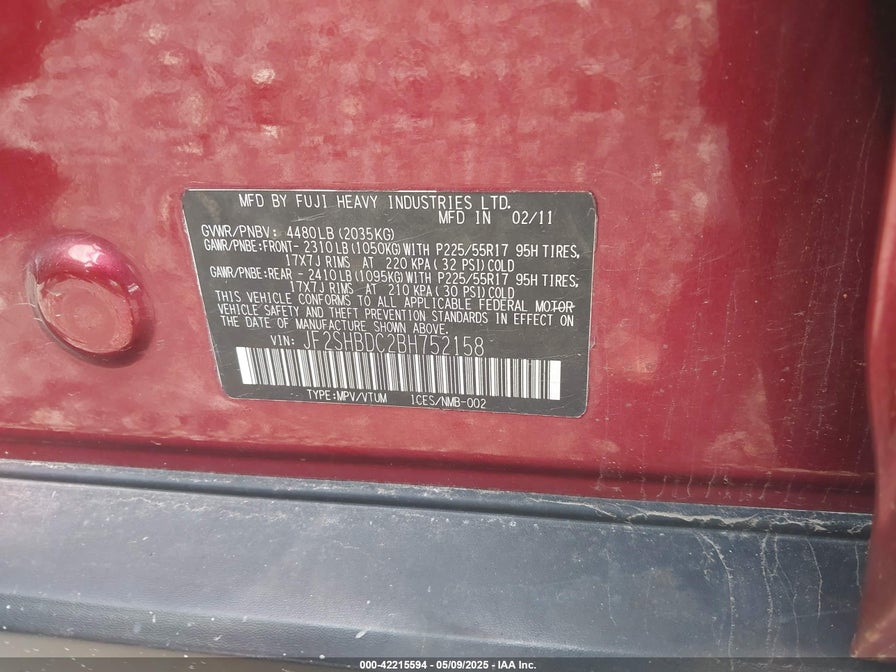 MFD BY FUJI HEAVY INDUSTRIES LTD.
MFD IN 02/11
GVWR/PNBV: 4480LB(2035KG)
GAWR/PNBE:FRONT- 2310LB(1050KG)WITH P225/55R17 95H TIRES,
17X7J RIMS AT 220KPA(32 PSI)COLD
GAWR/PNBE:REAR - 2410LB(1095KG)WITH P225/55R17 95H TIRES,
17X7J RIMS AT 210KPA(30 PSI)COLD
THIS VEHICLE CONFORMS TO ALL APPLICABLE FEDERAL MOTOR
VEHICLE SAFETY AND THEFT PREVENTION STANDARDS IN EFFECT ON
THE DATE OF MANUFACTURE SHOWN ABOVE.
VIN: JF2SHBDC2BH752158
TYPE:MPV/VTUM 1CES/NMB-002
000-42215594 - 05/09/2025 - IAA Inc.